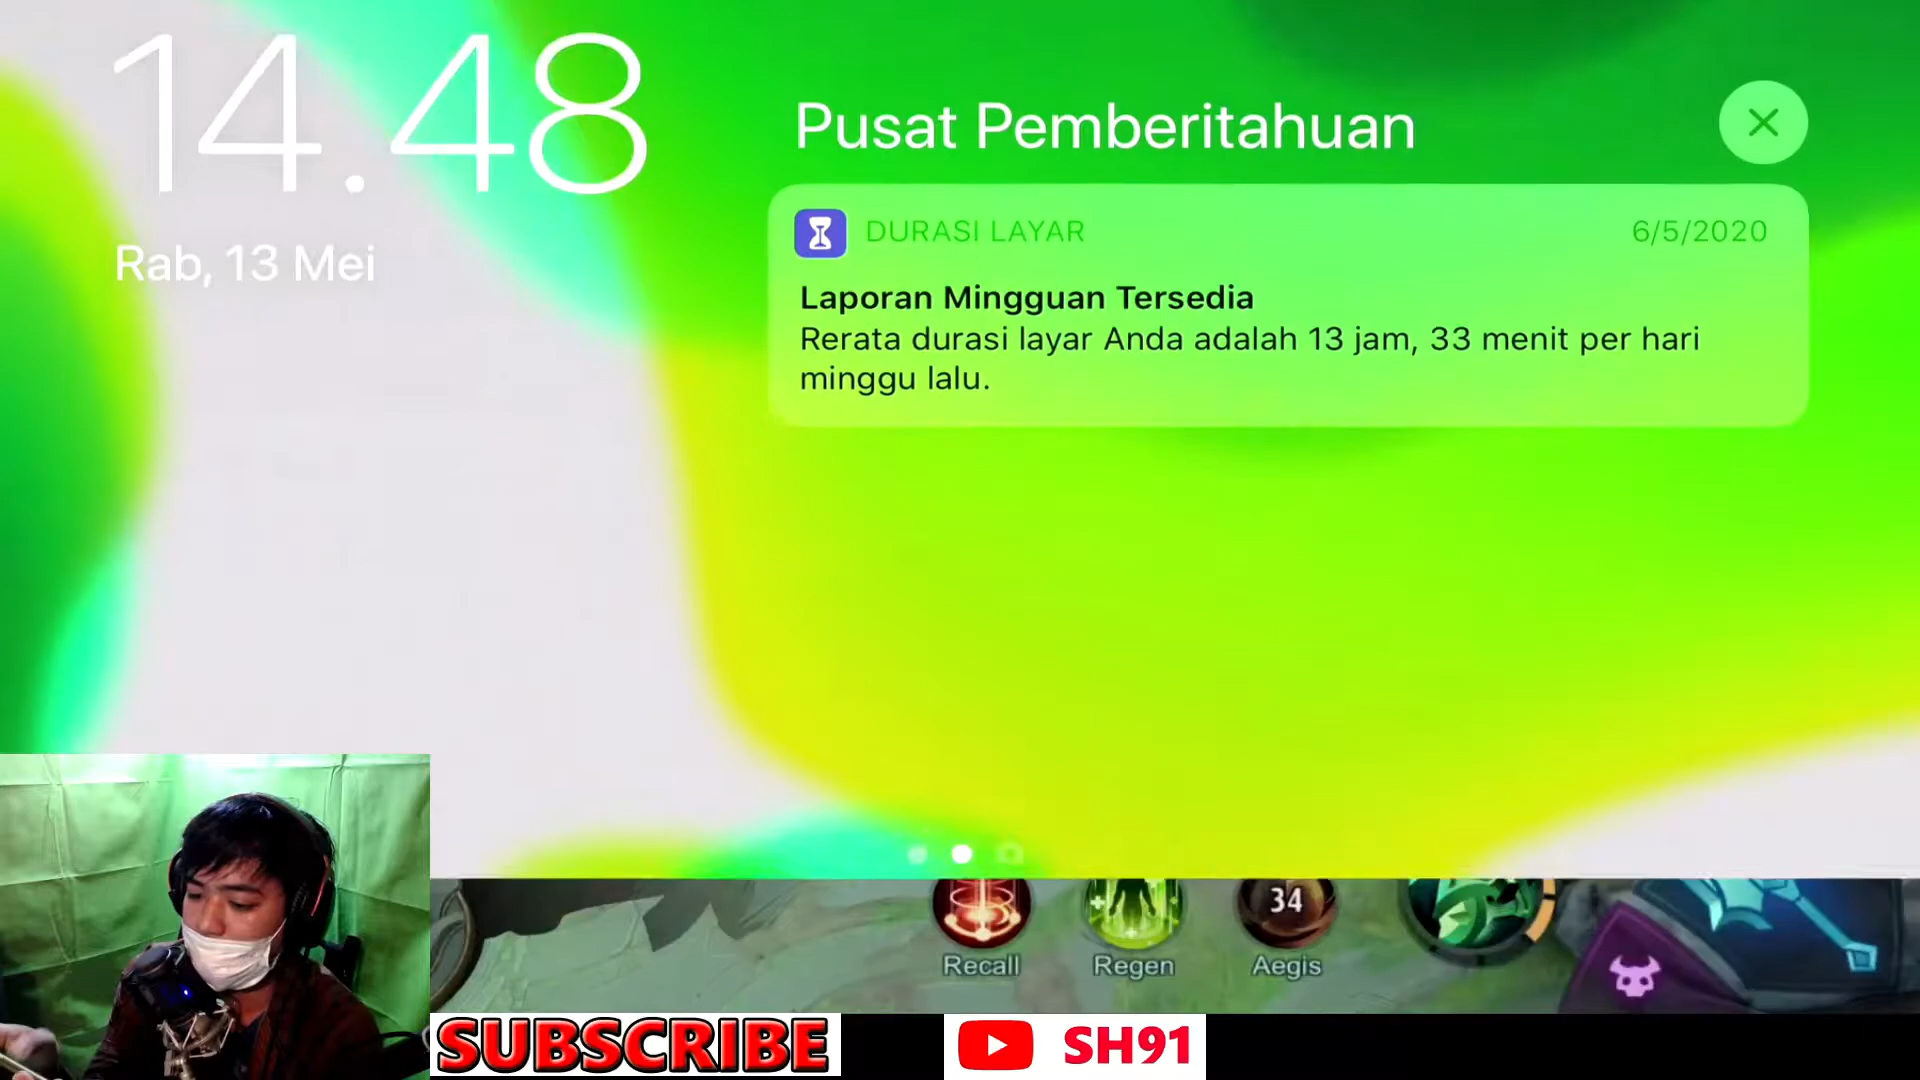 14.48
Rab, 13 Mei
Pusat Pemberitahuan
DURASI LAYAR
6/5/2020
Laporan Mingguan Tersedia
Rerata durasi layar Anda adalah 13 jam, 33 menit per hari
minggu lalu.
34
Recall
Regen
Aegis
SUBSCRIBE
SH91